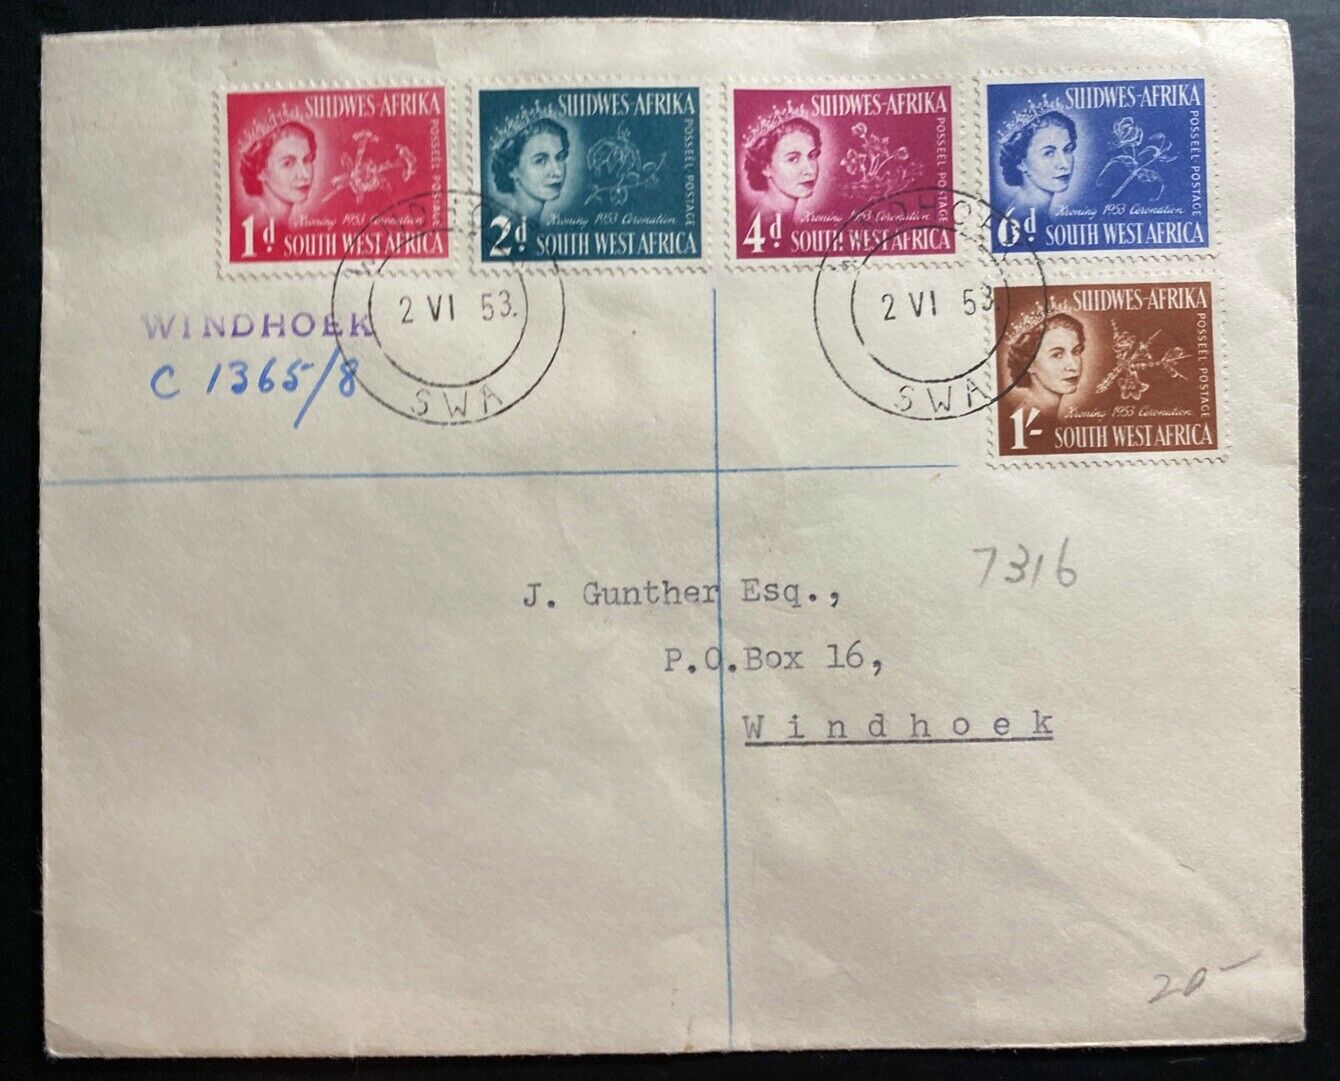 SUIDWES-AFRIKA
POSSEEL POSTAGE
Kroning 1953 Coronation
1d SOUTH WEST AFRICA
SUIDWES-AFRIKA
POSSEEL POSTAGE
Kroning 1953 Coronation
2d SOUTH WEST AFRICA
SUIDWES-AFRIKA
POSSEEL POSTAGE
Kroning 1953 Coronation
4d SOUTH WEST AFRICA
SUIDWES-AFRIKA
POSSEEL POSTAGE
Kroning 1953 Coronation
6d SOUTH WEST AFRICA
SUIDWES-AFRIKA
POSSEEL POSTAGE
Kroning 1953 Coronation
1/- SOUTH WEST AFRICA
WINDHOEK
2 VI 53.
SWA
WINDHOEK
2 VI 53.
SWA
WINDHOEK
C 1365/8
7316
J. Gunther Esq.,
P.O.Box 16,
Windhoek
20-